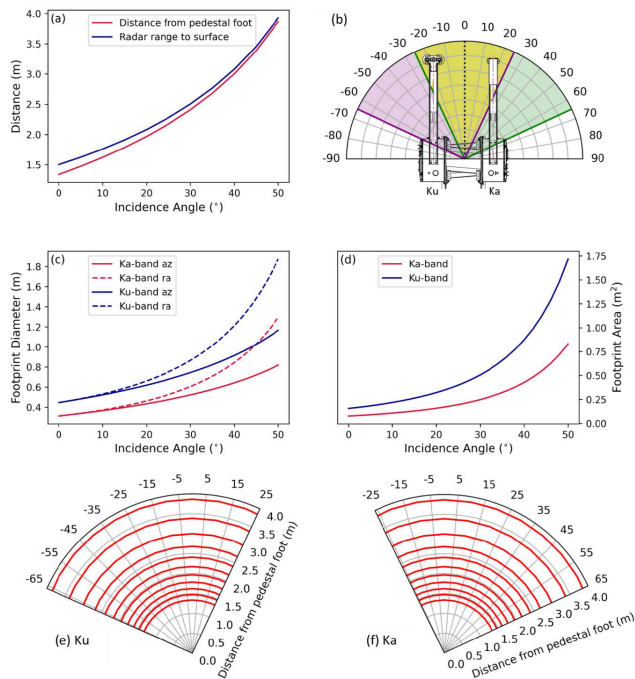 (a)
Distance from pedestal foot
Radar range to surface
4.0
3.5
3.0
2.5
2.0
1.5
Distance (m)
0 10 20 30 40 50
Incidence Angle (°)
(b)
-90 -80 -70 -60 -50 -40 -30 -20 -10 0 10 20 30 40 50 60 70 80 90
Ku Ka
(c)
Ka-band az
Ka-band ra
Ku-band az
Ku-band ra
1.8
1.6
1.4
1.2
1.0
0.8
0.6
0.4
Footprint Diameter (m)
0 10 20 30 40 50
Incidence Angle (°)
(d)
Ka-band
Ku-band
1.75
1.50
1.25
1.00
0.75
0.50
0.25
0.00
Footprint Area (m²)
0 10 20 30 40 50
Incidence Angle (°)
-65 -55 -45 -35 -25 -15 -5 5 15 25
0.0 0.5 1.0 1.5 2.0 2.5 3.0 3.5 4.0
Distance from pedestal foot (m)
(e) Ku
-25 -15 -5 5 15 25 35 45 55 65
0.0 0.5 1.0 1.5 2.0 2.5 3.0 3.5 4.0
Distance from pedestal foot (m)
(f) Ka